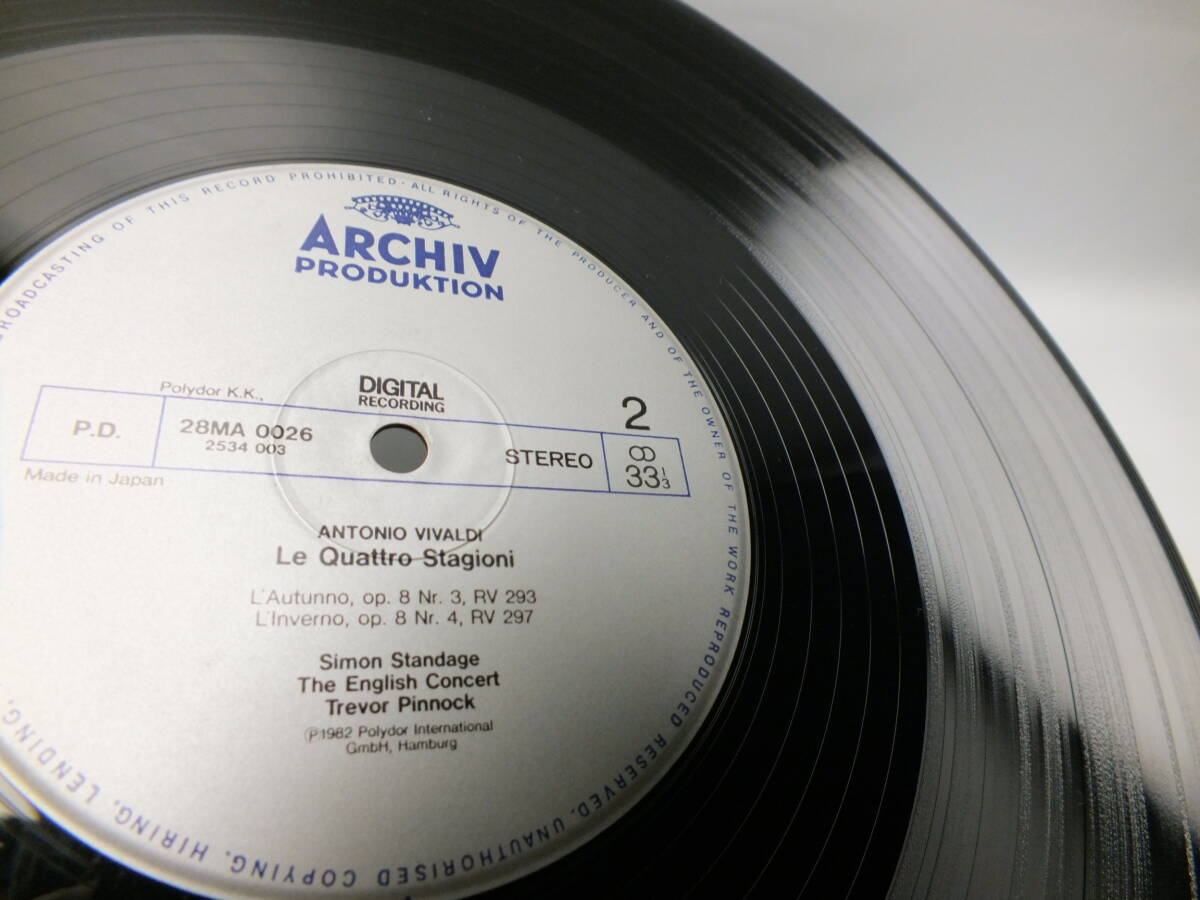 BROADCASTING OF THIS RECORD PROHIBITED · ALL RIGHTS OF THE PRODUCER AND OF THE OWNER OF THE WORK REPRODUCED RESERVED. UNAUTHORISED COPYING, HIRING, LENDING,
ARCHIV
PRODUKTION
Polydor K.K.,
DIGITAL
RECORDING
2
P.D.
28MA 0026
2534 003
STEREO
33 1/3
Made in Japan
ANTONIO VIVALDI
Le Quattro Stagioni
L'Autunno, op. 8 Nr. 3, RV 293
L'Inverno, op. 8 Nr. 4, RV 297
Simon Standage
The English Concert
Trevor Pinnock
Ⓟ1982 Polydor International
GmbH, Hamburg